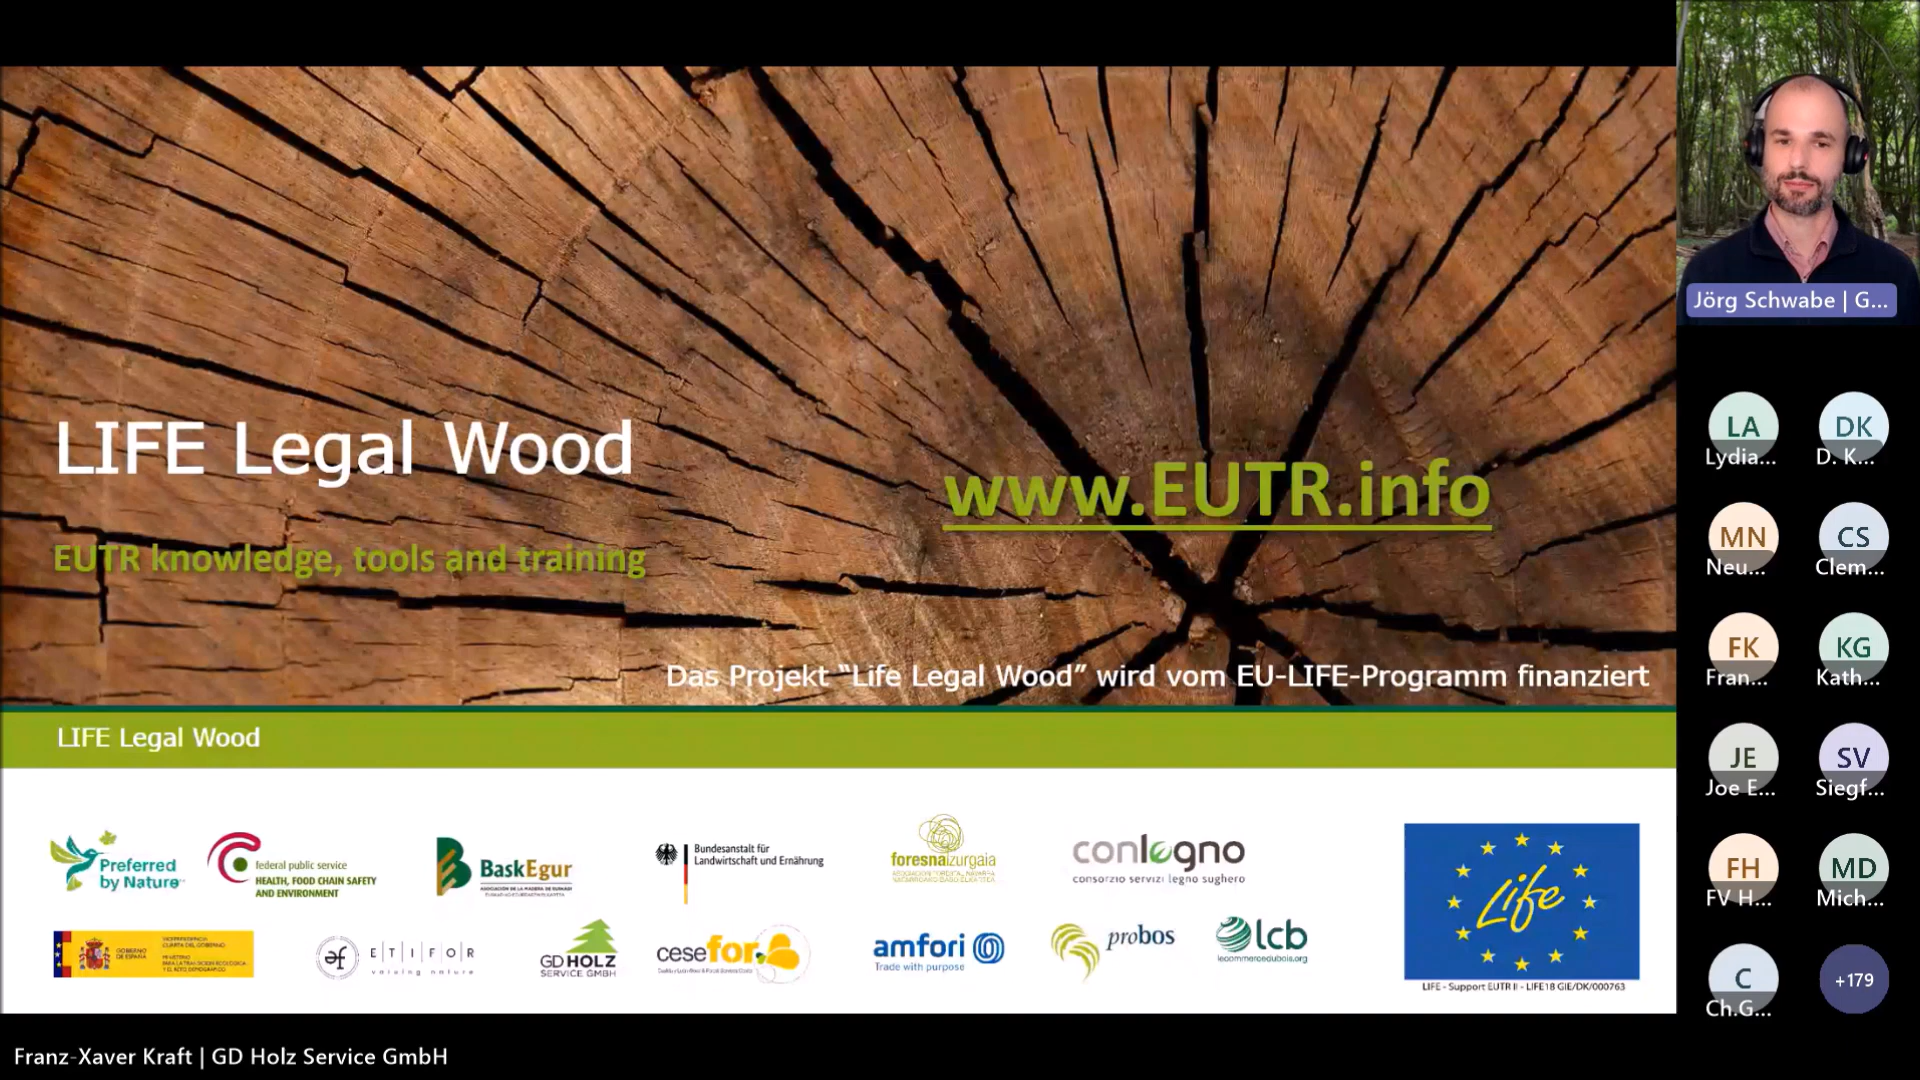 LIFE Legal Wood
EUTR knowledge, tools and training
www.EUTR.info
Das Projekt “Life Legal Wood” wird vom EU-LIFE-Programm finanziert
LIFE Legal Wood
Preferred
by Nature
federal public service
HEALTH, FOOD CHAIN SAFETY
AND ENVIRONMENT
BaskEgur
Bundesanstalt für
Landwirtschaft und Ernährung
foresnaizurgaia
conlegno
consorzio servizi legno sughero
GOBIERNO
DE ESPAÑA
ef
ETIFOR
valuing nature
GD HOLZ
SERVICE GMBH
cesefor
amfori
Trade with purpose
probos
lcb
lecommercedubois.org
Life
LIFE - Support EUTR II - LIFE18 GIE/DK/000763
Jörg Schwabe | G...
LA
Lydia...
DK
D. K...
MN
Neu...
CS
Clem...
FK
Fran...
KG
Kath...
JE
Joe E...
SV
Siegf...
FH
FV H...
MD
Mich...
C
Ch.G...
+179
Franz-Xaver Kraft | GD Holz Service GmbH